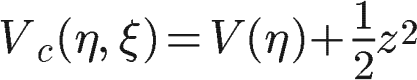 V_c(η, ξ) = V(η) + \frac{1}{2} z^2